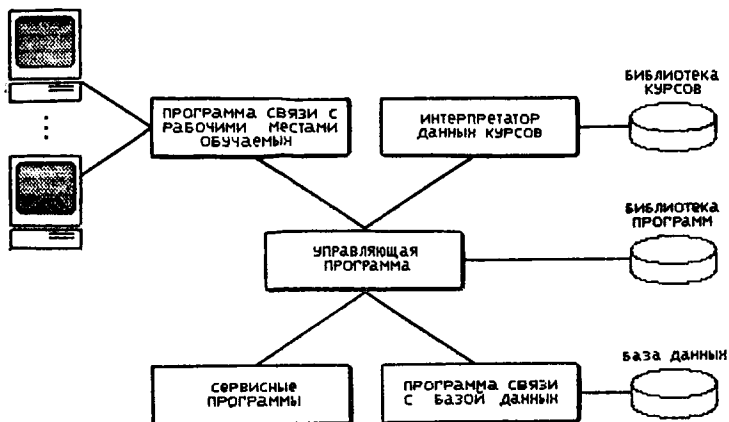 БИБЛИОТЕКА
КУРСОВ
ПРОГРАММА СВЯЗИ С
РАБОЧИМИ МЕСТАМИ
ОБУЧАЕМЫХ
ИНТЕРПРЕТАТОР
ДАННЫХ КУРСОВ
БИБЛИОТЕКА
ПРОГРАММ
УПРАВЛЯЮЩАЯ
ПРОГРАММА
БАЗА ДАННЫХ
СЕРВИСНЫЕ
ПРОГРАММЫ
ПРОГРАММА СВЯЗИ
С БАЗОЙ ДАННЫХ